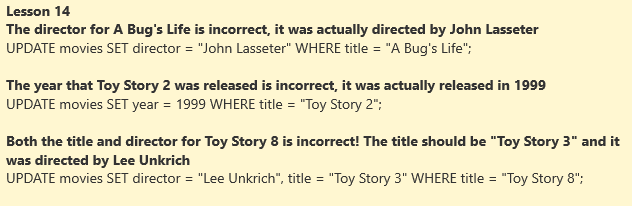 Lesson 14
The director for A Bug's Life is incorrect, it was actually directed by John Lasseter
UPDATE movies SET director = "John Lasseter" WHERE title = "A Bug's Life";
The year that Toy Story 2 was released is incorrect, it was actually released in 1999
UPDATE movies SET year = 1999 WHERE title = "Toy Story 2";
Both the title and director for Toy Story 8 is incorrect! The title should be "Toy Story 3" and it
was directed by Lee Unkrich
UPDATE movies SET director = "Lee Unkrich", title = "Toy Story 3" WHERE title = "Toy Story 8";